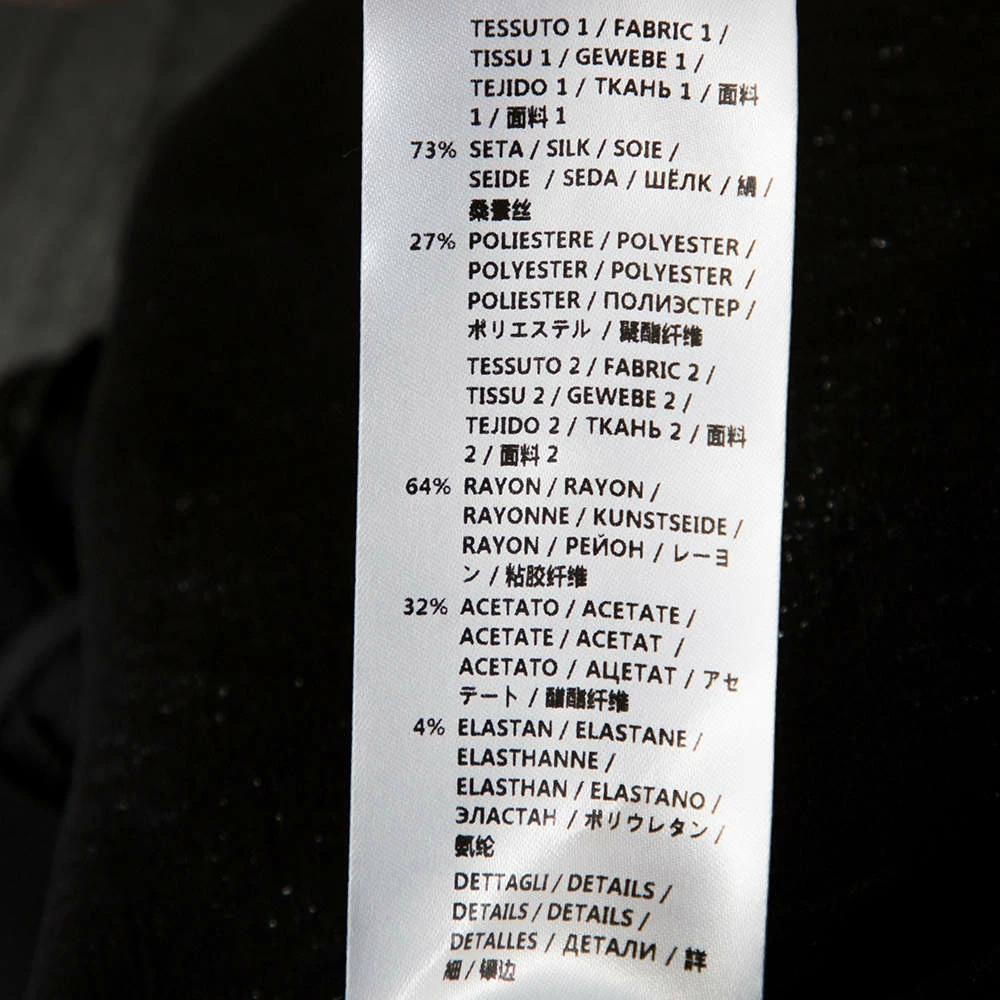 TESSUTO 1 / FABRIC 1 /
TISSU 1 / GEWEBE 1 /
TEJIDO 1 / ТКАНЬ 1 / 面料
1 / 面料 1
73% SETA / SILK / SOIE /
SEIDE / SEDA / ШЁЛК / 絹 /
桑蚕丝
27% POLIESTERE / POLYESTER /
POLYESTER / POLYESTER /
POLIESTER / ПОЛИЭСТЕР /
ポリエステル / 聚酯纤维
TESSUTO 2 / FABRIC 2 /
TISSU 2 / GEWEBE 2 /
TEJIDO 2 / ТКАНЬ 2 / 面料
2 / 面料 2
64% RAYON / RAYON /
RAYONNE / KUNSTSEIDE /
RAYON / РЕЙОН / レーヨ
ン / 粘胶纤维
32% ACETATO / ACETATE /
ACETATE / ACETAT /
ACETATO / АЦЕТАТ / アセ
テート / 醋酯纤维
4% ELASTAN / ELASTANE /
ELASTHANNE /
ELASTHAN / ELASTANO /
ЭЛАСТАН / ポリウレタン /
氨纶
DETTAGLI / DETAILS /
DETAILS / DETAILS /
DETALLES / ДЕТАЛИ / 詳
細 / 镶边